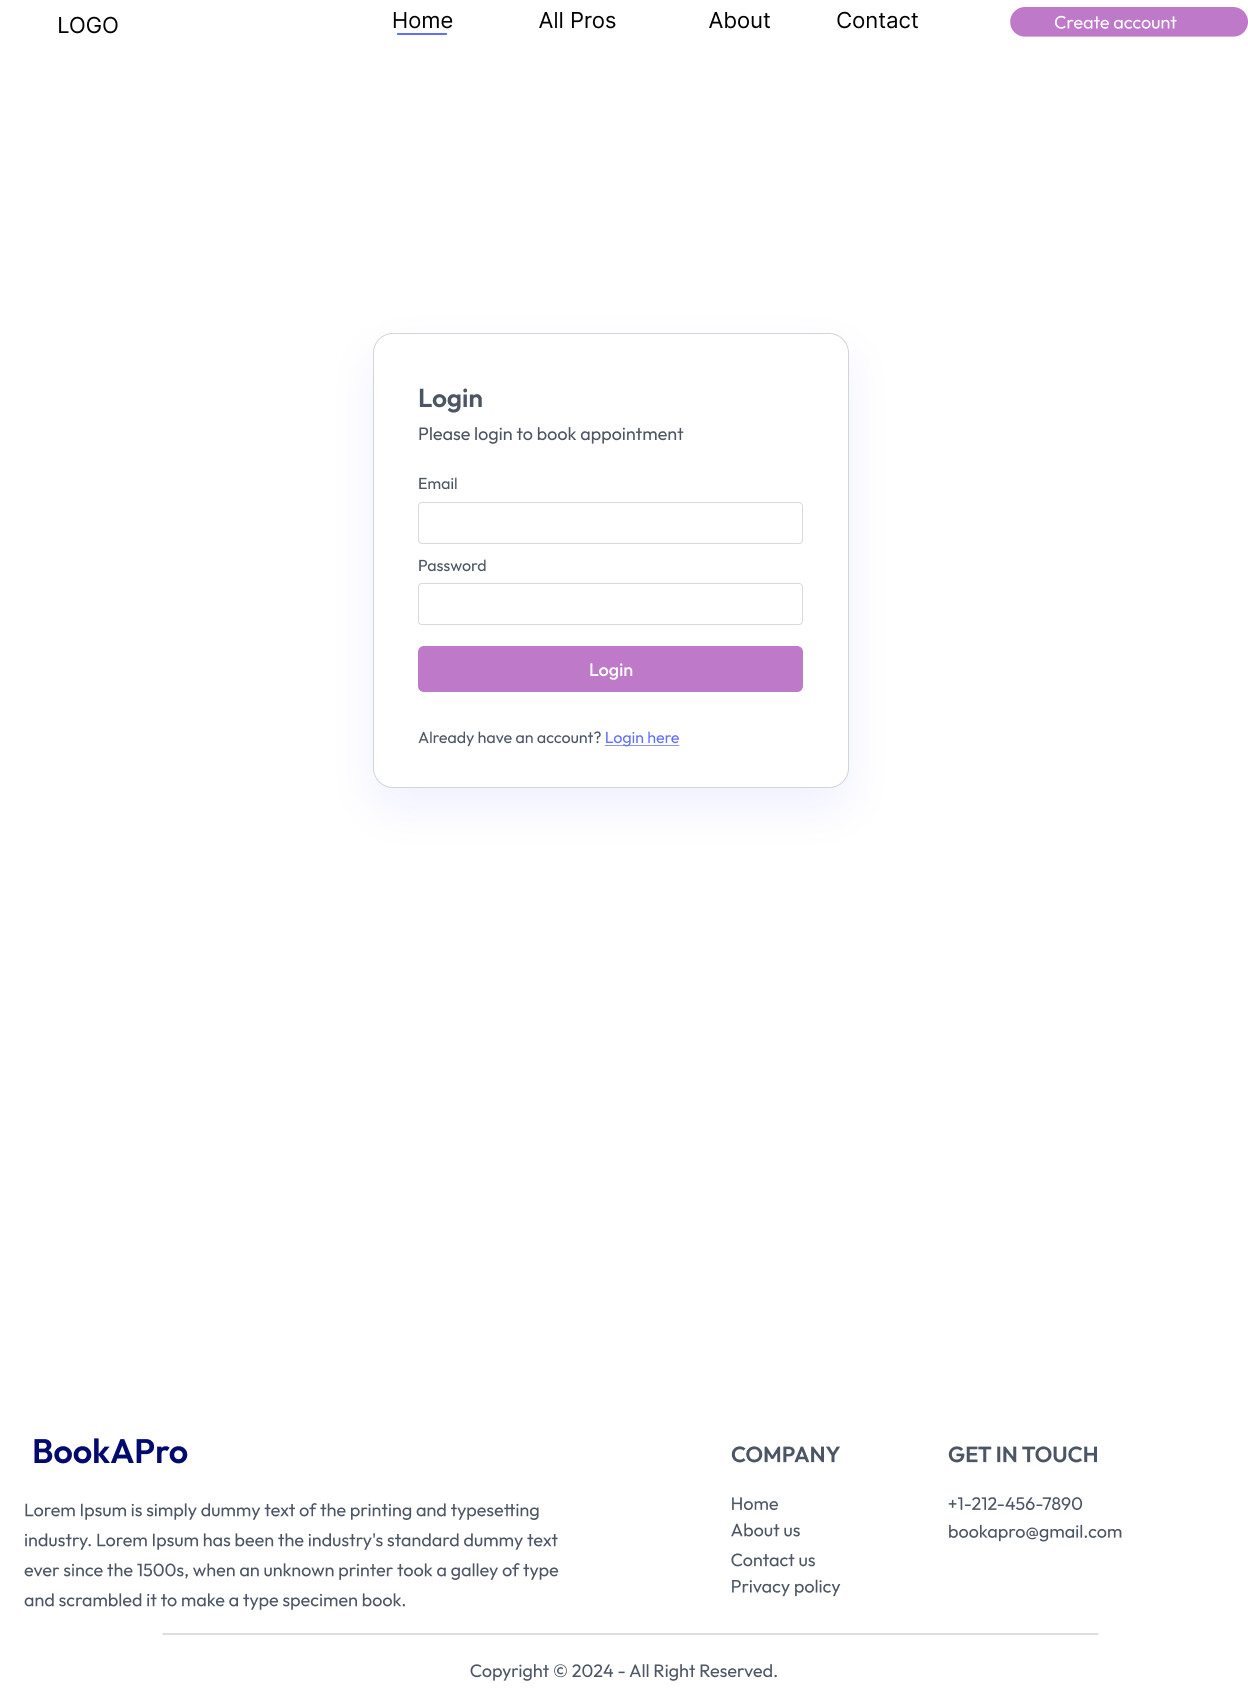 LOGO
Home
All Pros
About
Contact
Create account
Login
Please login to book appointment
Email
Password
Login
Already have an account? Login here
BookAPro
Lorem Ipsum is simply dummy text of the printing and typesetting
industry. Lorem Ipsum has been the industry's standard dummy text
ever since the 1500s, when an unknown printer took a galley of type
and scrambled it to make a type specimen book.
COMPANY
Home
About us
Contact us
Privacy policy
GET IN TOUCH
+1-212-456-7890
bookapro@gmail.com
Copyright © 2024 - All Right Reserved.